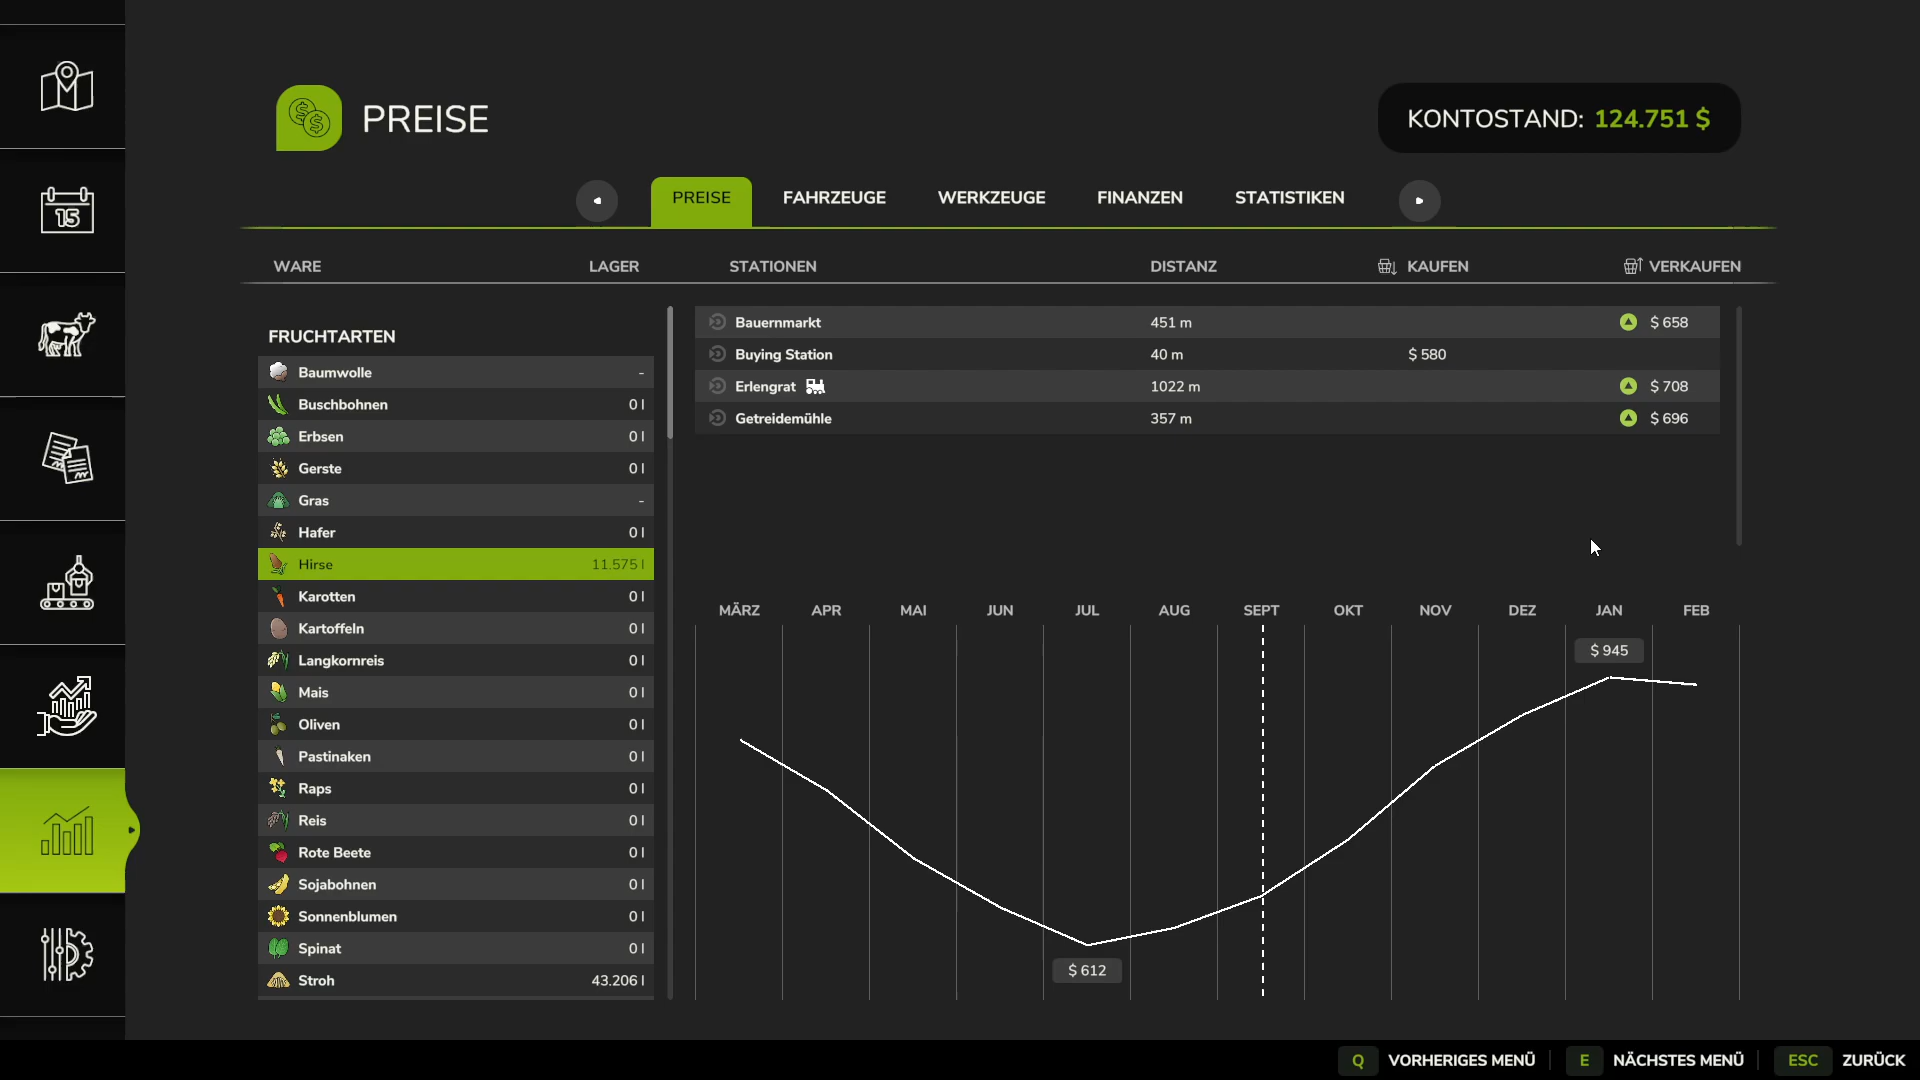 15
PREISE
KONTOSTAND: 124.751 $
PREISE FAHRZEUGE WERKZEUGE FINANZEN STATISTIKEN
WARE LAGER STATIONEN DISTANZ KAUFEN VERKAUFEN
FRUCHTARTEN
Baumwolle -
Buschbohnen 0 l
Erbsen 0 l
Gerste 0 l
Gras -
Hafer 0 l
Hirse 11.575 l
Karotten 0 l
Kartoffeln 0 l
Langkornreis 0 l
Mais 0 l
Oliven 0 l
Pastinaken 0 l
Raps 0 l
Reis 0 l
Rote Beete 0 l
Sojabohnen 0 l
Sonnenblumen 0 l
Spinat 0 l
Stroh 43.206 l
Bauernmarkt 451 m $ 658
Buying Station 40 m $ 580
Erlengrat 1022 m $ 708
Getreidemühle 357 m $ 696
MÄRZ APR MAI JUN JUL AUG SEPT OKT NOV DEZ JAN FEB
$ 945
$ 612
Q VORHERIGES MENÜ E NÄCHSTES MENÜ ESC ZURÜCK